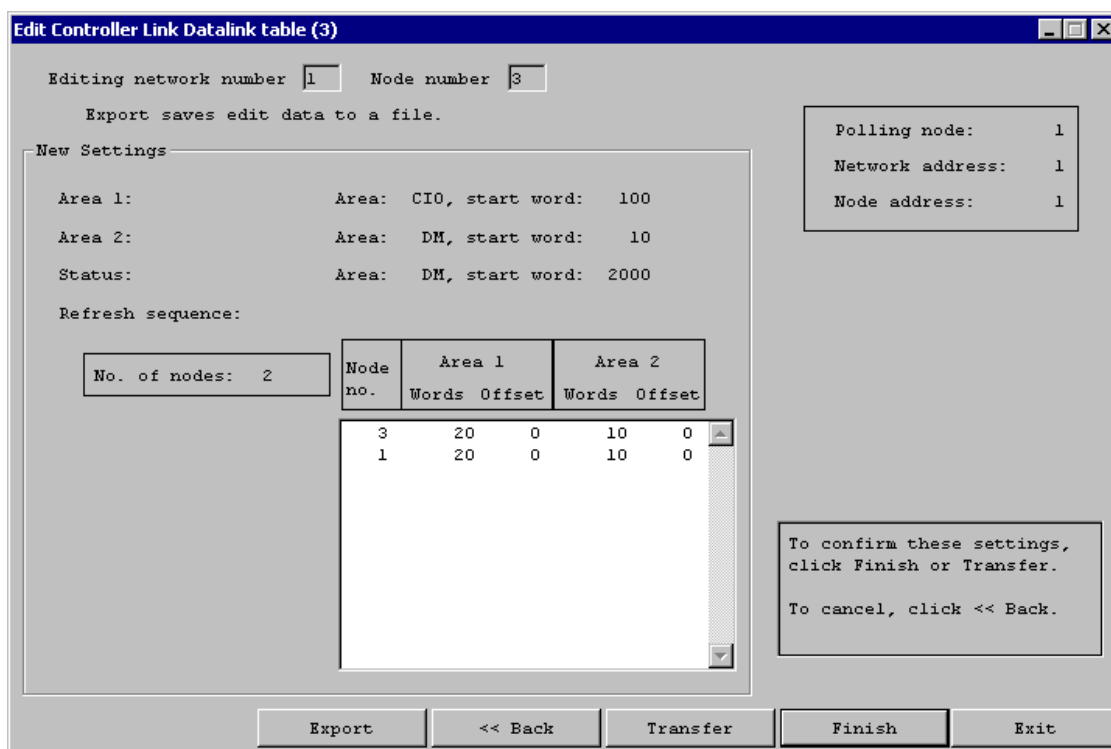 Edit Controller Link Datalink table (3)
Editing network number 1 Node number 3
Export saves edit data to a file.
Polling node: 1
Network address: 1
Node address: 1
New Settings
Area 1: Area: CIO, start word: 100
Area 2: Area: DM, start word: 10
Status: Area: DM, start word: 2000
Refresh sequence:
No. of nodes: 2
Node no. Area 1 Area 2
Words Offset Words Offset
3 20 0 10 0
1 20 0 10 0
To confirm these settings,
click Finish or Transfer.
To cancel, click << Back.
Export << Back Transfer Finish Exit